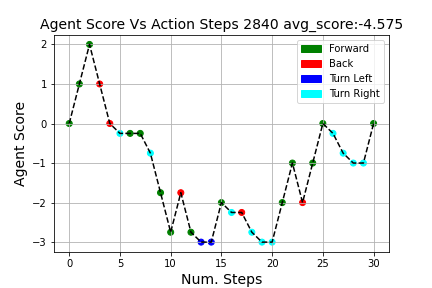 Agent Score Vs Action Steps 2840 avg_score:-4.575
Agent Score
2
1
0
−1
−2
−3
Forward
Back
Turn Left
Turn Right
0 5 10 15 20 25 30
Num. Steps